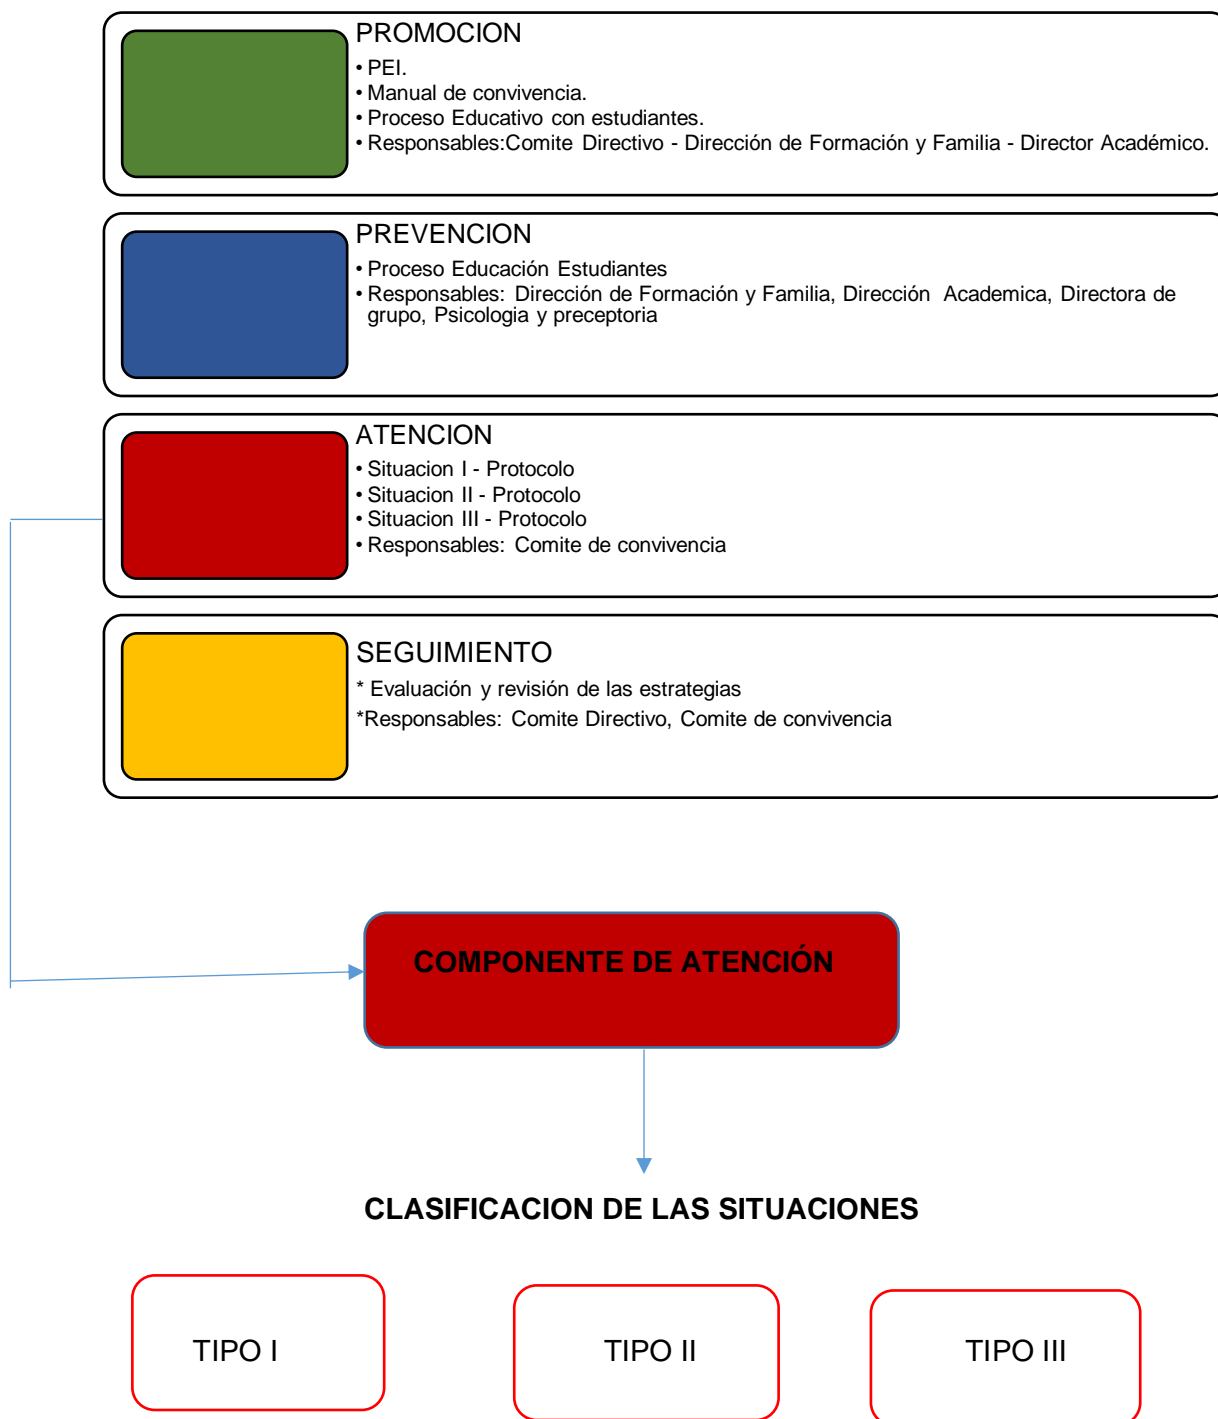 PROMOCION
• PEI.
• Manual de convivencia.
• Proceso Educativo con estudiantes.
• Responsables:Comite Directivo - Dirección de Formación y Familia - Director Académico.
PREVENCION
• Proceso Educación Estudiantes
• Responsables: Dirección de Formación y Familia, Dirección Academica, Directora de
grupo, Psicologia y preceptoria
ATENCION
• Situacion I - Protocolo
• Situacion II - Protocolo
• Situacion III - Protocolo
• Responsables: Comite de convivencia
SEGUIMIENTO
* Evaluación y revisión de las estrategias
*Responsables: Comite Directivo, Comite de convivencia
COMPONENTE DE ATENCIÓN
CLASIFICACION DE LAS SITUACIONES
TIPO I
TIPO II
TIPO III